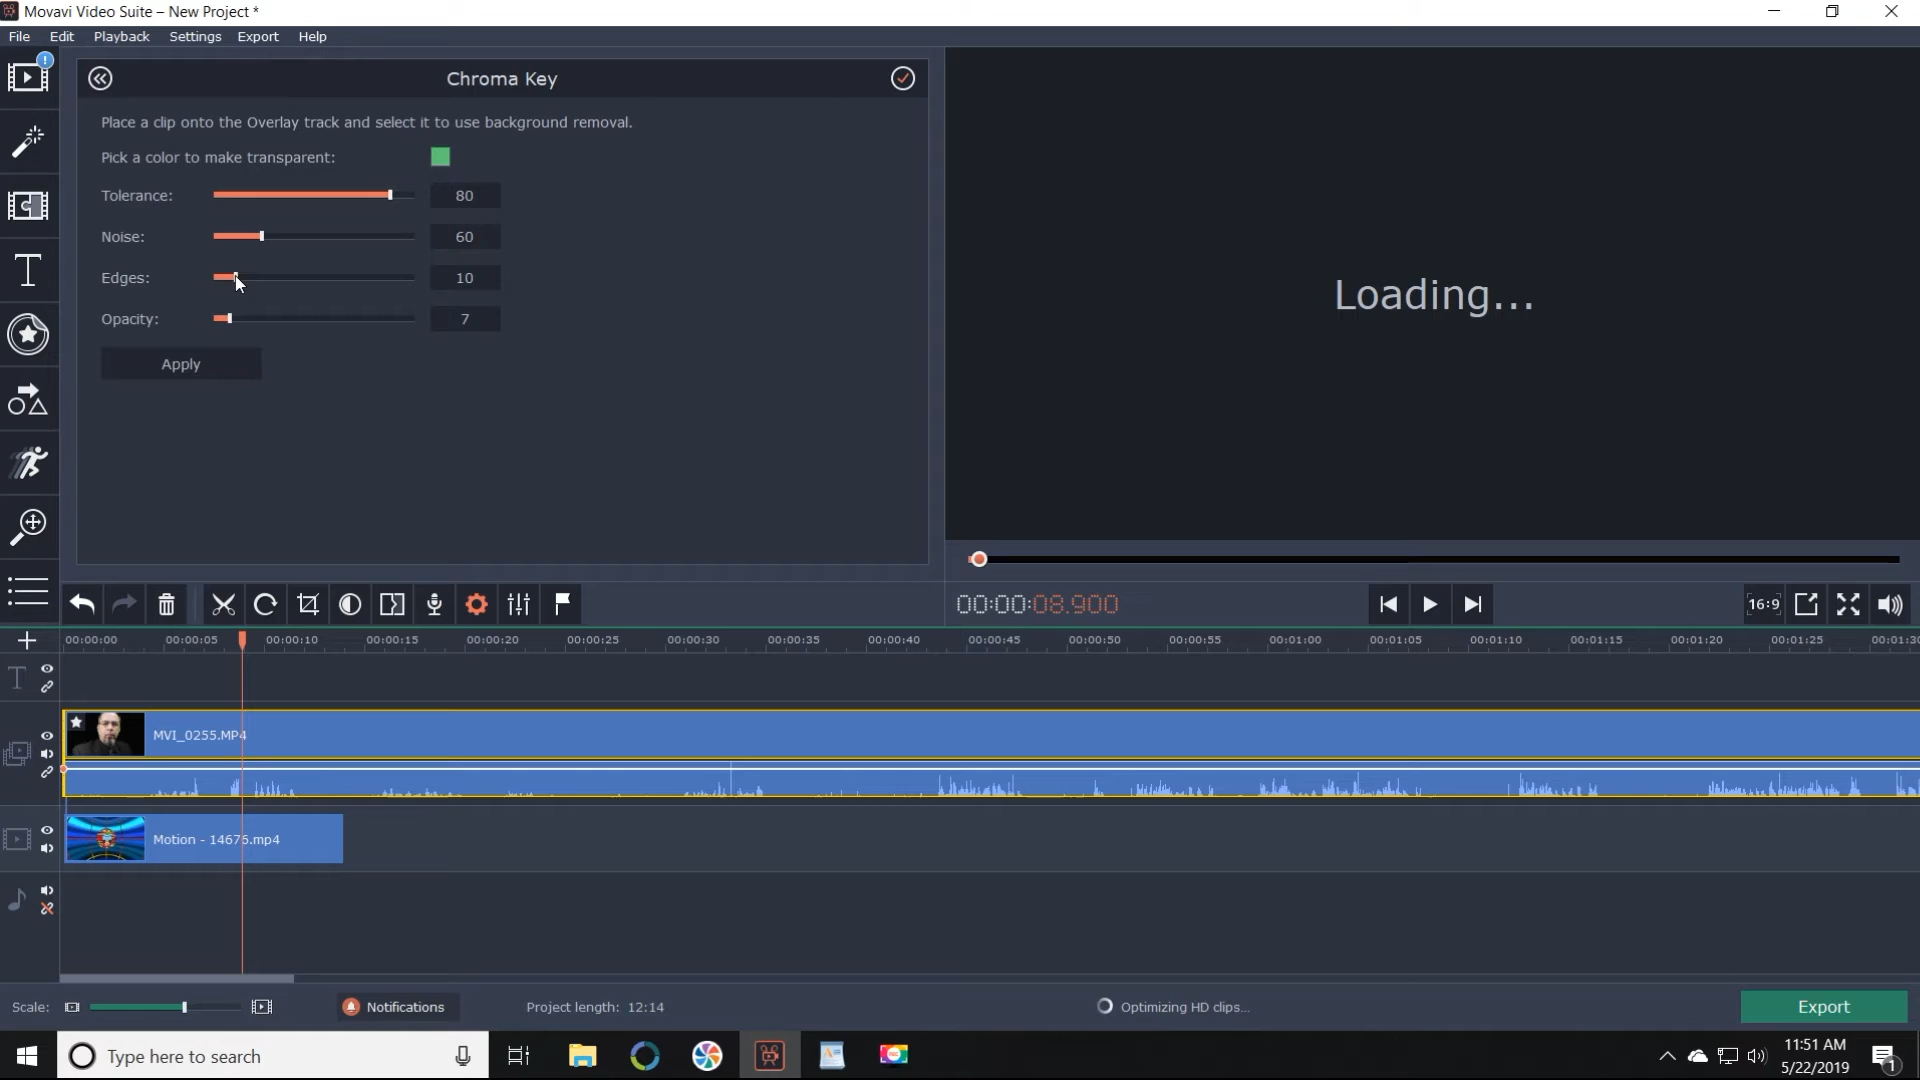 Movavi Video Suite – New Project *
File Edit Playback Settings Export Help
Chroma Key
Place a clip onto the Overlay track and select it to use background removal.
Pick a color to make transparent:
Tolerance: 80
Noise: 60
Edges: 10
Opacity: 7
Apply
Loading...
00:00:08.900
16:9
00:00:00 00:00:05 00:00:10 00:00:15 00:00:20 00:00:25 00:00:30 00:00:35 00:00:40 00:00:45 00:00:50 00:00:55 00:01:00 00:01:05 00:01:10 00:01:15 00:01:20 00:01:25 00:01:30
MVI_0255.MP4
Motion - 14676.mp4
Scale: Notifications Project length: 12:14 Optimizing HD clips... Export
Type here to search
11:51 AM
5/22/2019
1